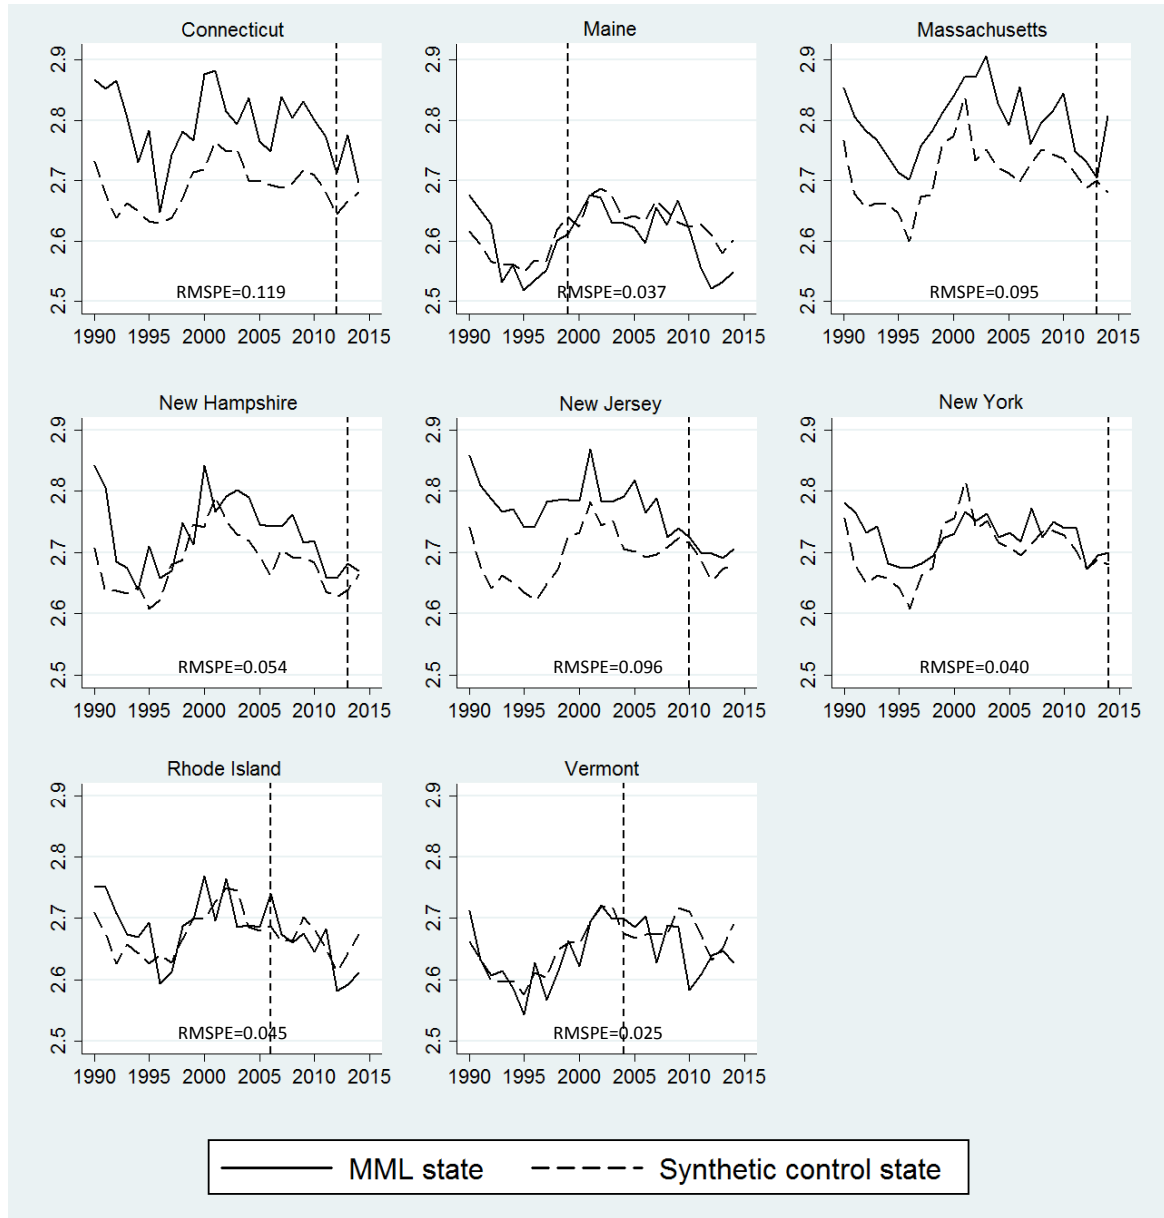 Connecticut
2.9
2.8
2.7
2.6
2.5
RMSPE=0.119
1990 1995 2000 2005 2010 2015
Maine
2.9
2.8
2.7
2.6
2.5
RMSPE=0.037
1990 1995 2000 2005 2010 2015
Massachusetts
2.9
2.8
2.7
2.6
2.5
RMSPE=0.095
1990 1995 2000 2005 2010 2015
New Hampshire
2.9
2.8
2.7
2.6
2.5
RMSPE=0.054
1990 1995 2000 2005 2010 2015
New Jersey
2.9
2.8
2.7
2.6
2.5
RMSPE=0.096
1990 1995 2000 2005 2010 2015
New York
2.9
2.8
2.7
2.6
2.5
RMSPE=0.040
1990 1995 2000 2005 2010 2015
Rhode Island
2.9
2.8
2.7
2.6
2.5
RMSPE=0.045
1990 1995 2000 2005 2010 2015
Vermont
2.9
2.8
2.7
2.6
2.5
RMSPE=0.025
1990 1995 2000 2005 2010 2015
MML state Synthetic control state